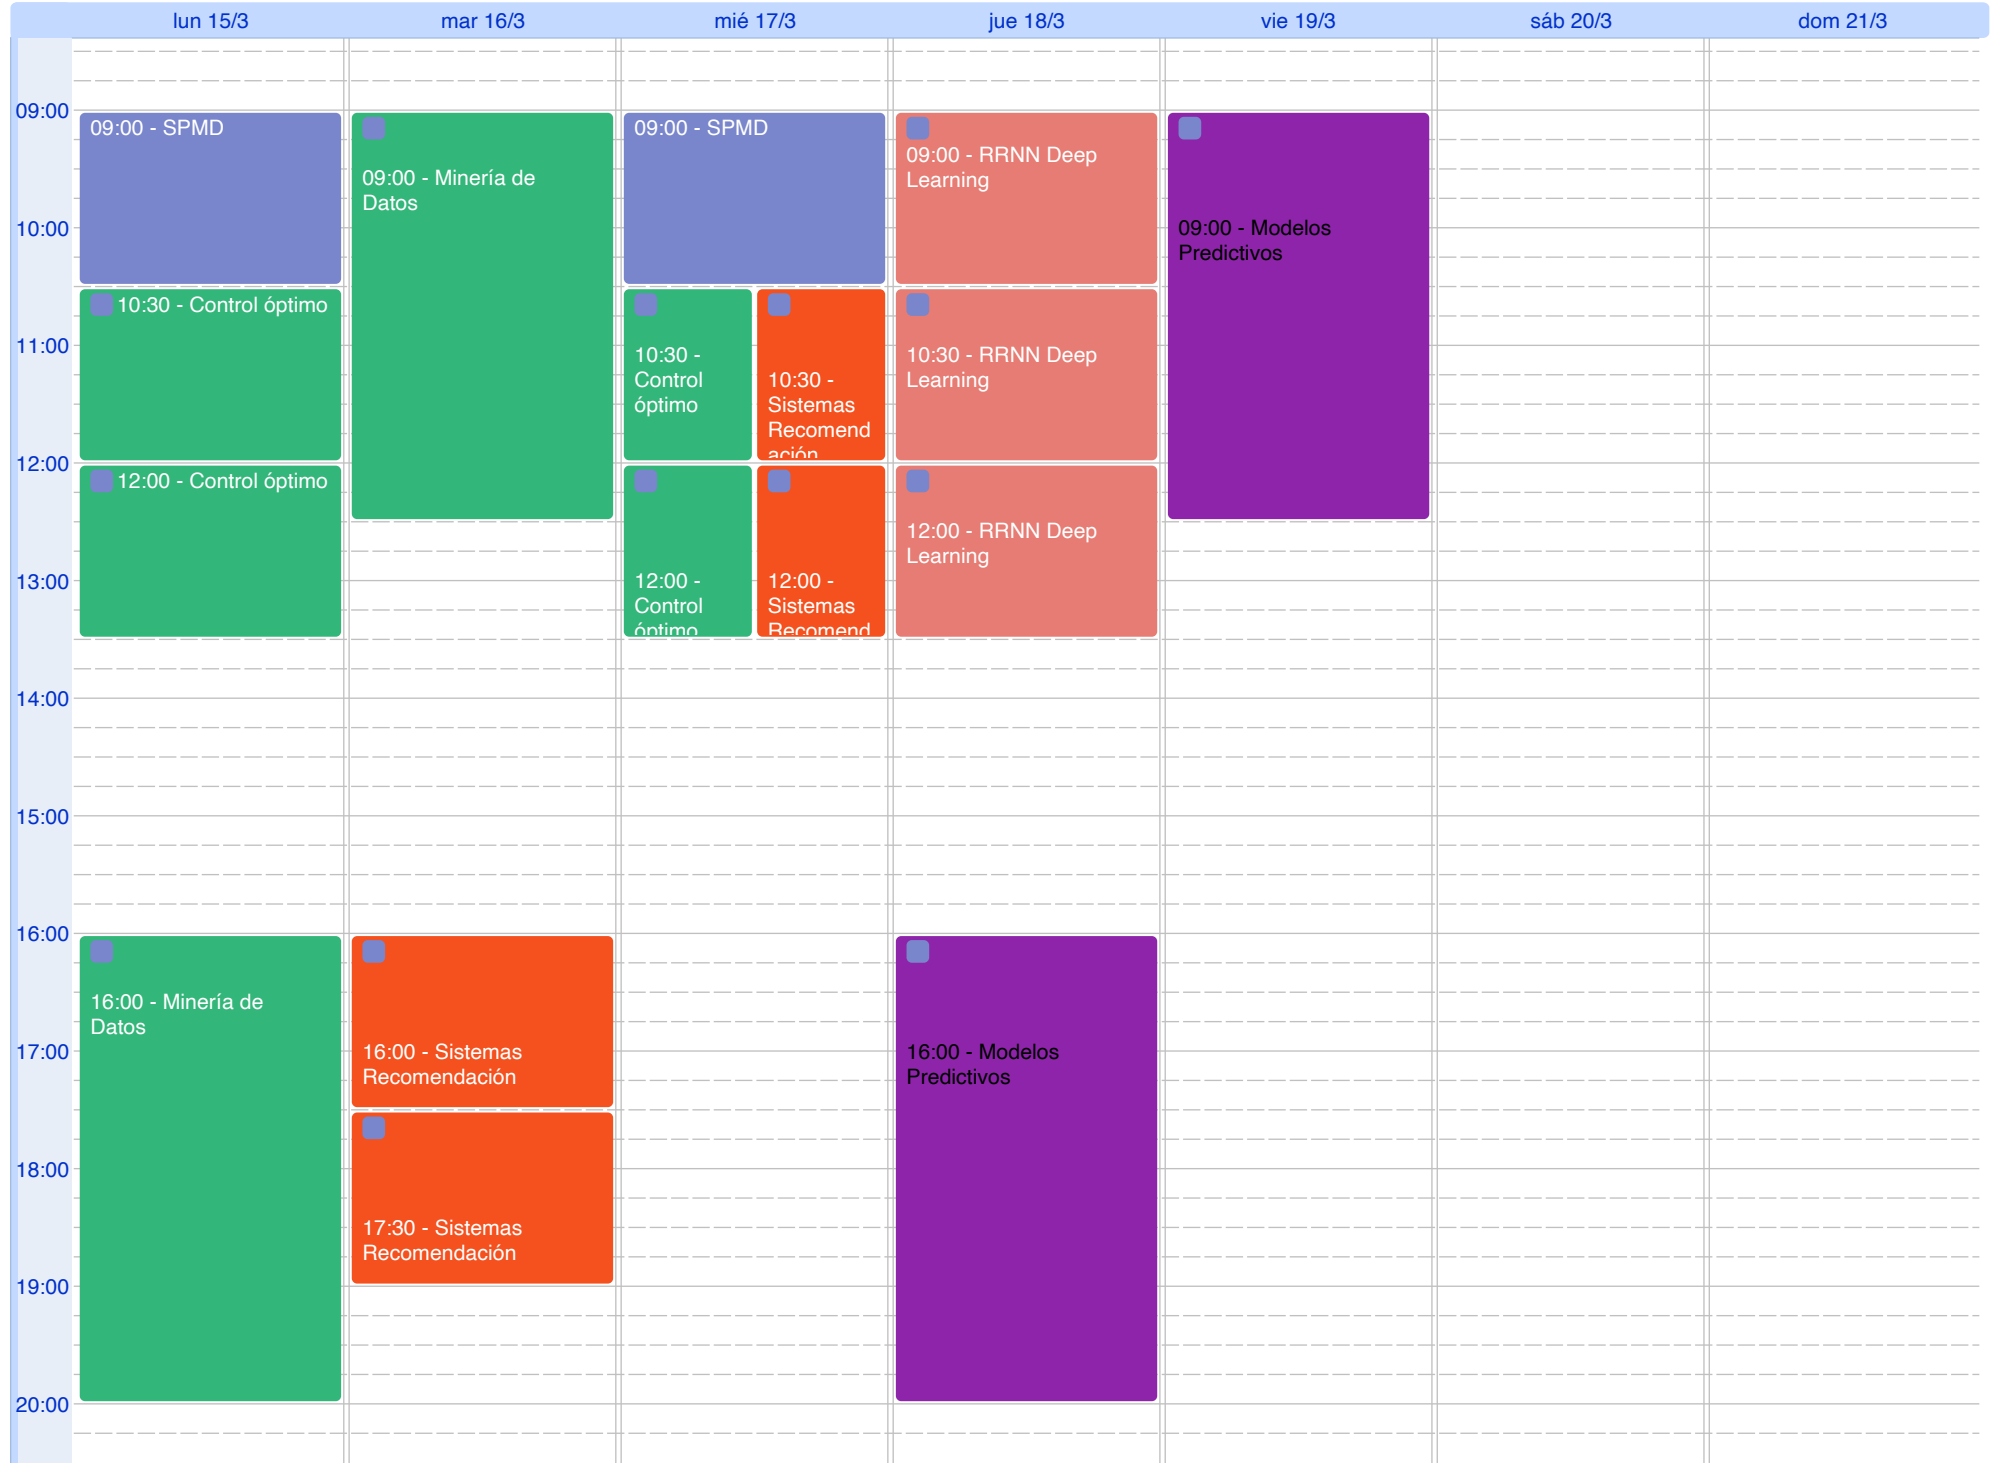 lun 15/3
mar 16/3
mié 17/3
jue 18/3
vie 19/3
sáb 20/3
dom 21/3
09:00
10:00
11:00
12:00
13:00
14:00
15:00
16:00
17:00
18:00
19:00
20:00
09:00 - SPMD
10:30 - Control óptimo
12:00 - Control óptimo
16:00 - Minería de
Datos
09:00 - Minería de
Datos
16:00 - Sistemas
Recomendación
17:30 - Sistemas
Recomendación
09:00 - SPMD
10:30 -
Control
óptimo
10:30 -
Sistemas
Recomend
ación
12:00 -
Control
óptimo
12:00 -
Sistemas
Recomend
09:00 - RRNN Deep
Learning
10:30 - RRNN Deep
Learning
12:00 - RRNN Deep
Learning
16:00 - Modelos
Predictivos
09:00 - Modelos
Predictivos